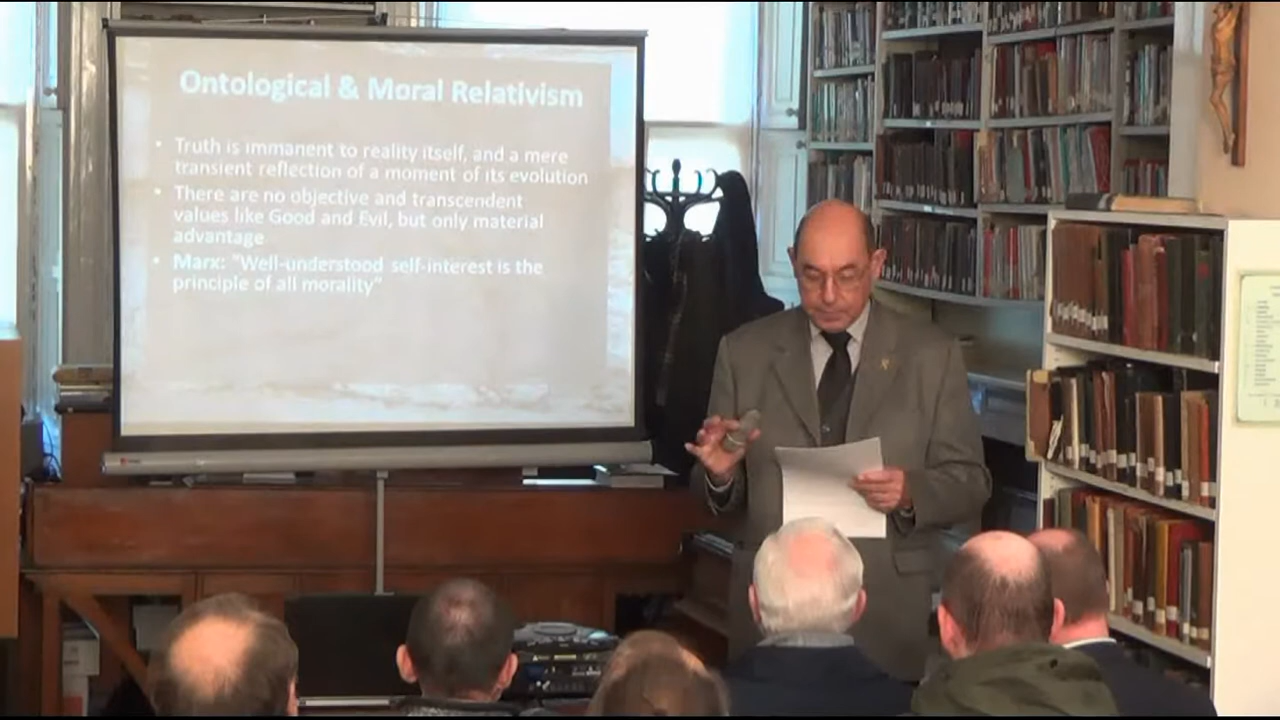 Ontological & Moral Relativism
• Truth is immanent to reality itself, and a mere
transient reflection of a moment of its evolution
• There are no objective and transcendent
values like Good and Evil, but only material
advantage
• Marx: "Well-understood self-interest is the
principle of all morality"